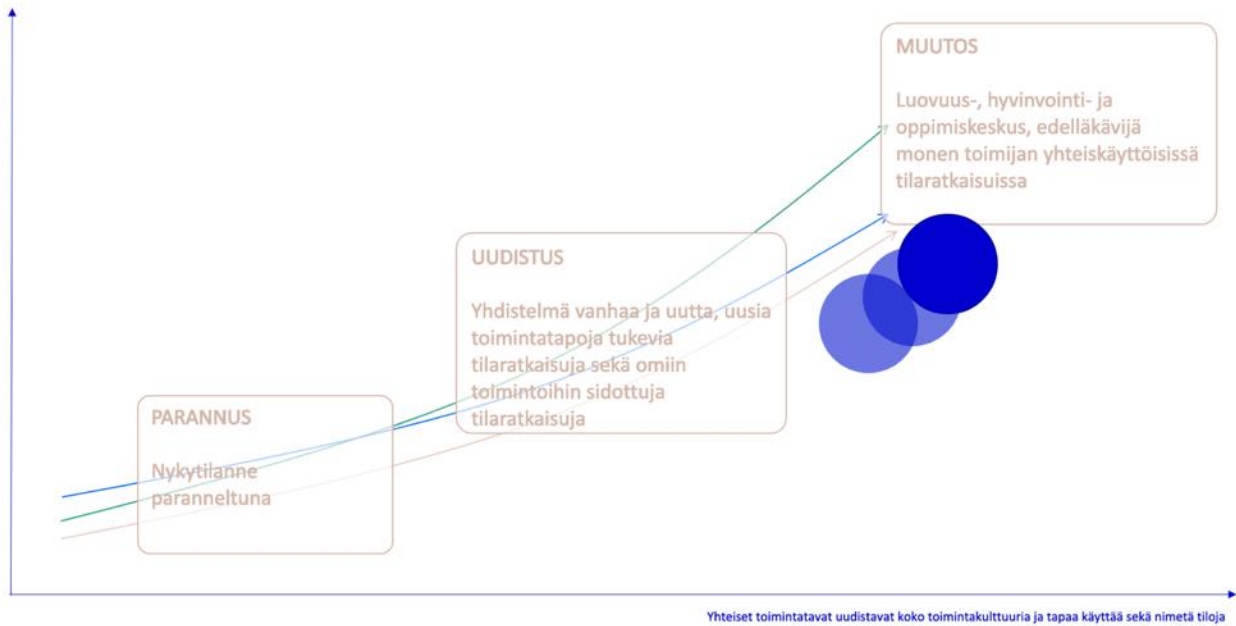 MUUTOS
Luovuus-, hyvinvointi- ja
oppimiskeskus, edelläkävijä
monen toimijan yhteiskäyttöisissä
tilaratkaisuissa
UUDISTUS
Yhdistelmä vanhaa ja uutta, uusia
toimintatapoja tukevia
tilaratkaisuja sekä omiin
toimintoihin sidottuja
tilaratkaisuja
PARANNUS
Nykytilanne
paranneltuna
Yhteiset toimintatavat uudistavat koko toimintakulttuuria ja tapaa käyttää sekä nimetä tiloja